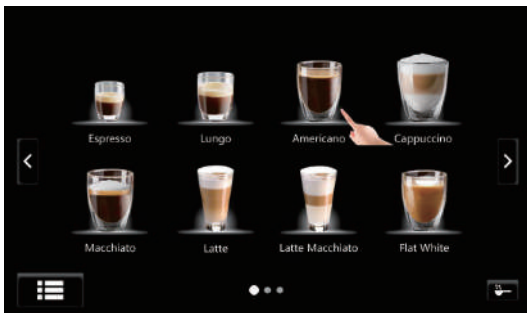 Espresso
Lungo
Americano
Cappuccino
Macchiato
Latte
Latte Macchiato
Flat White